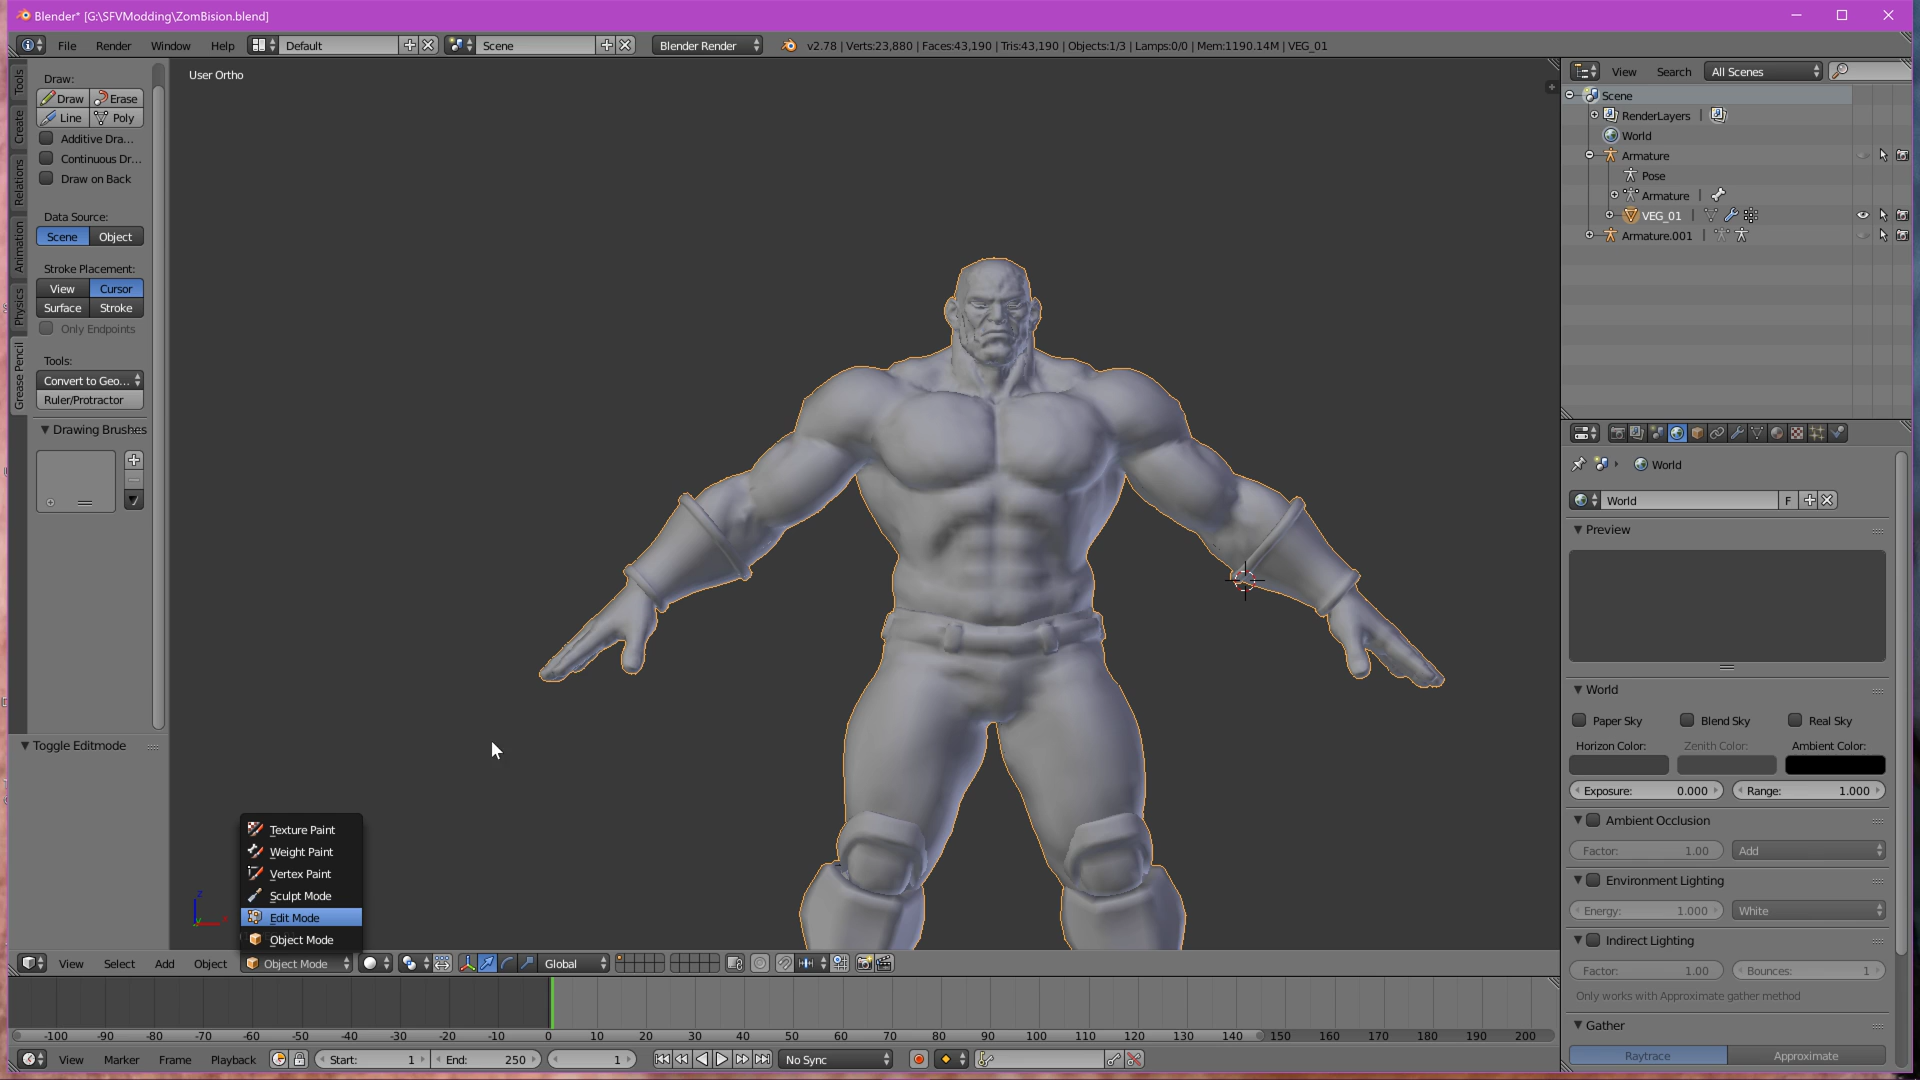 Blender* [G:\SFVModding\ZomBision.blend]
File Render Window Help Default Scene Blender Render v2.78 | Verts:23,880 | Faces:43,190 | Tris:43,190 | Objects:1/3 | Lamps:0/0 | Mem:1190.14M | VEG_01
Tools
Create
Relations
Animation
Physics
Grease Pencil
Draw:
Draw Erase
Line Poly
Additive Dra...
Continuous Dr...
Draw on Back
Data Source:
Scene Object
Stroke Placement:
View Cursor
Surface Stroke
Only Endpoints
Tools:
Convert to Geo...
Ruler/Protractor
Drawing Brushes
Toggle Editmode
User Ortho
Texture Paint
Weight Paint
Vertex Paint
Sculpt Mode
Edit Mode
Object Mode
View Select Add Object Object Mode Global
-100 -90 -80 -70 -60 -50 -40 -30 -20 -10 0 10 20 30 40 50 60 70 80 90 100 110 120 130 140 150 160 170 180 190 200
View Marker Frame Playback Start: 1 End: 250 1 No Sync
View Search All Scenes
Scene
RenderLayers |
World
Armature
Pose
Armature |
VEG_01 |
Armature.001 |
World
World F
Preview
World
Paper Sky Blend Sky Real Sky
Horizon Color: Zenith Color: Ambient Color:
Exposure: 0.000 Range: 1.000
Ambient Occlusion
Factor: 1.00 Add
Environment Lighting
Energy: 1.000 White
Indirect Lighting
Factor: 1.00 Bounces: 1
Only works with Approximate gather method
Gather
Raytrace Approximate